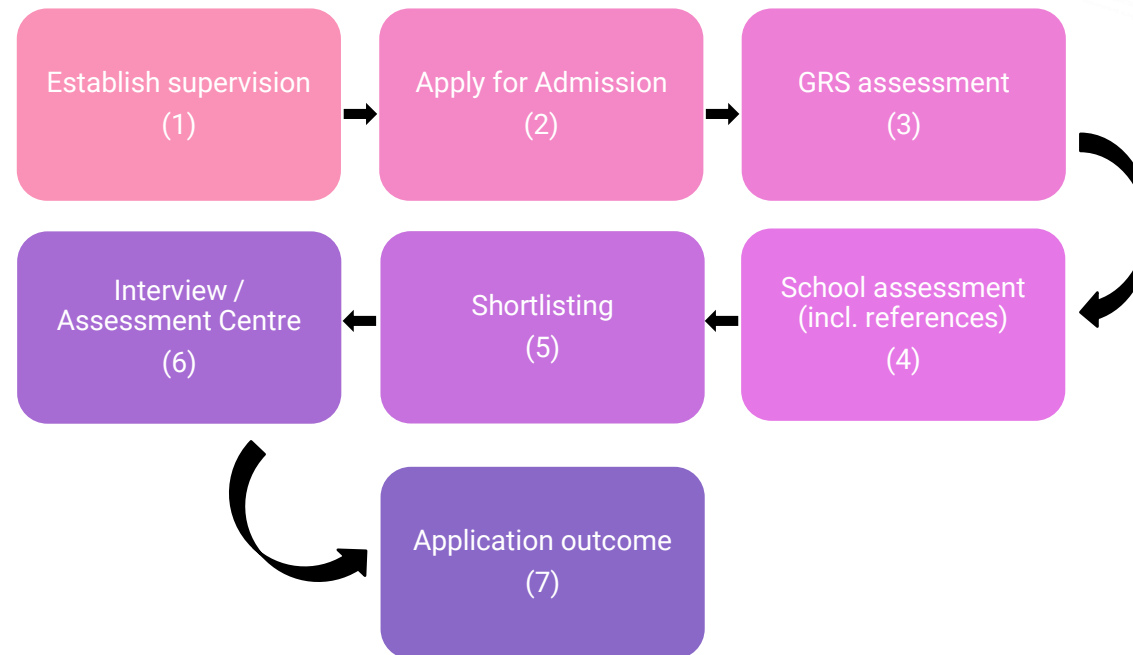 Establish supervision
(1)
Apply for Admission
(2)
GRS assessment
(3)
School assessment
(incl. references)
(4)
Shortlisting
(5)
Interview /
Assessment Centre
(6)
Application outcome
(7)